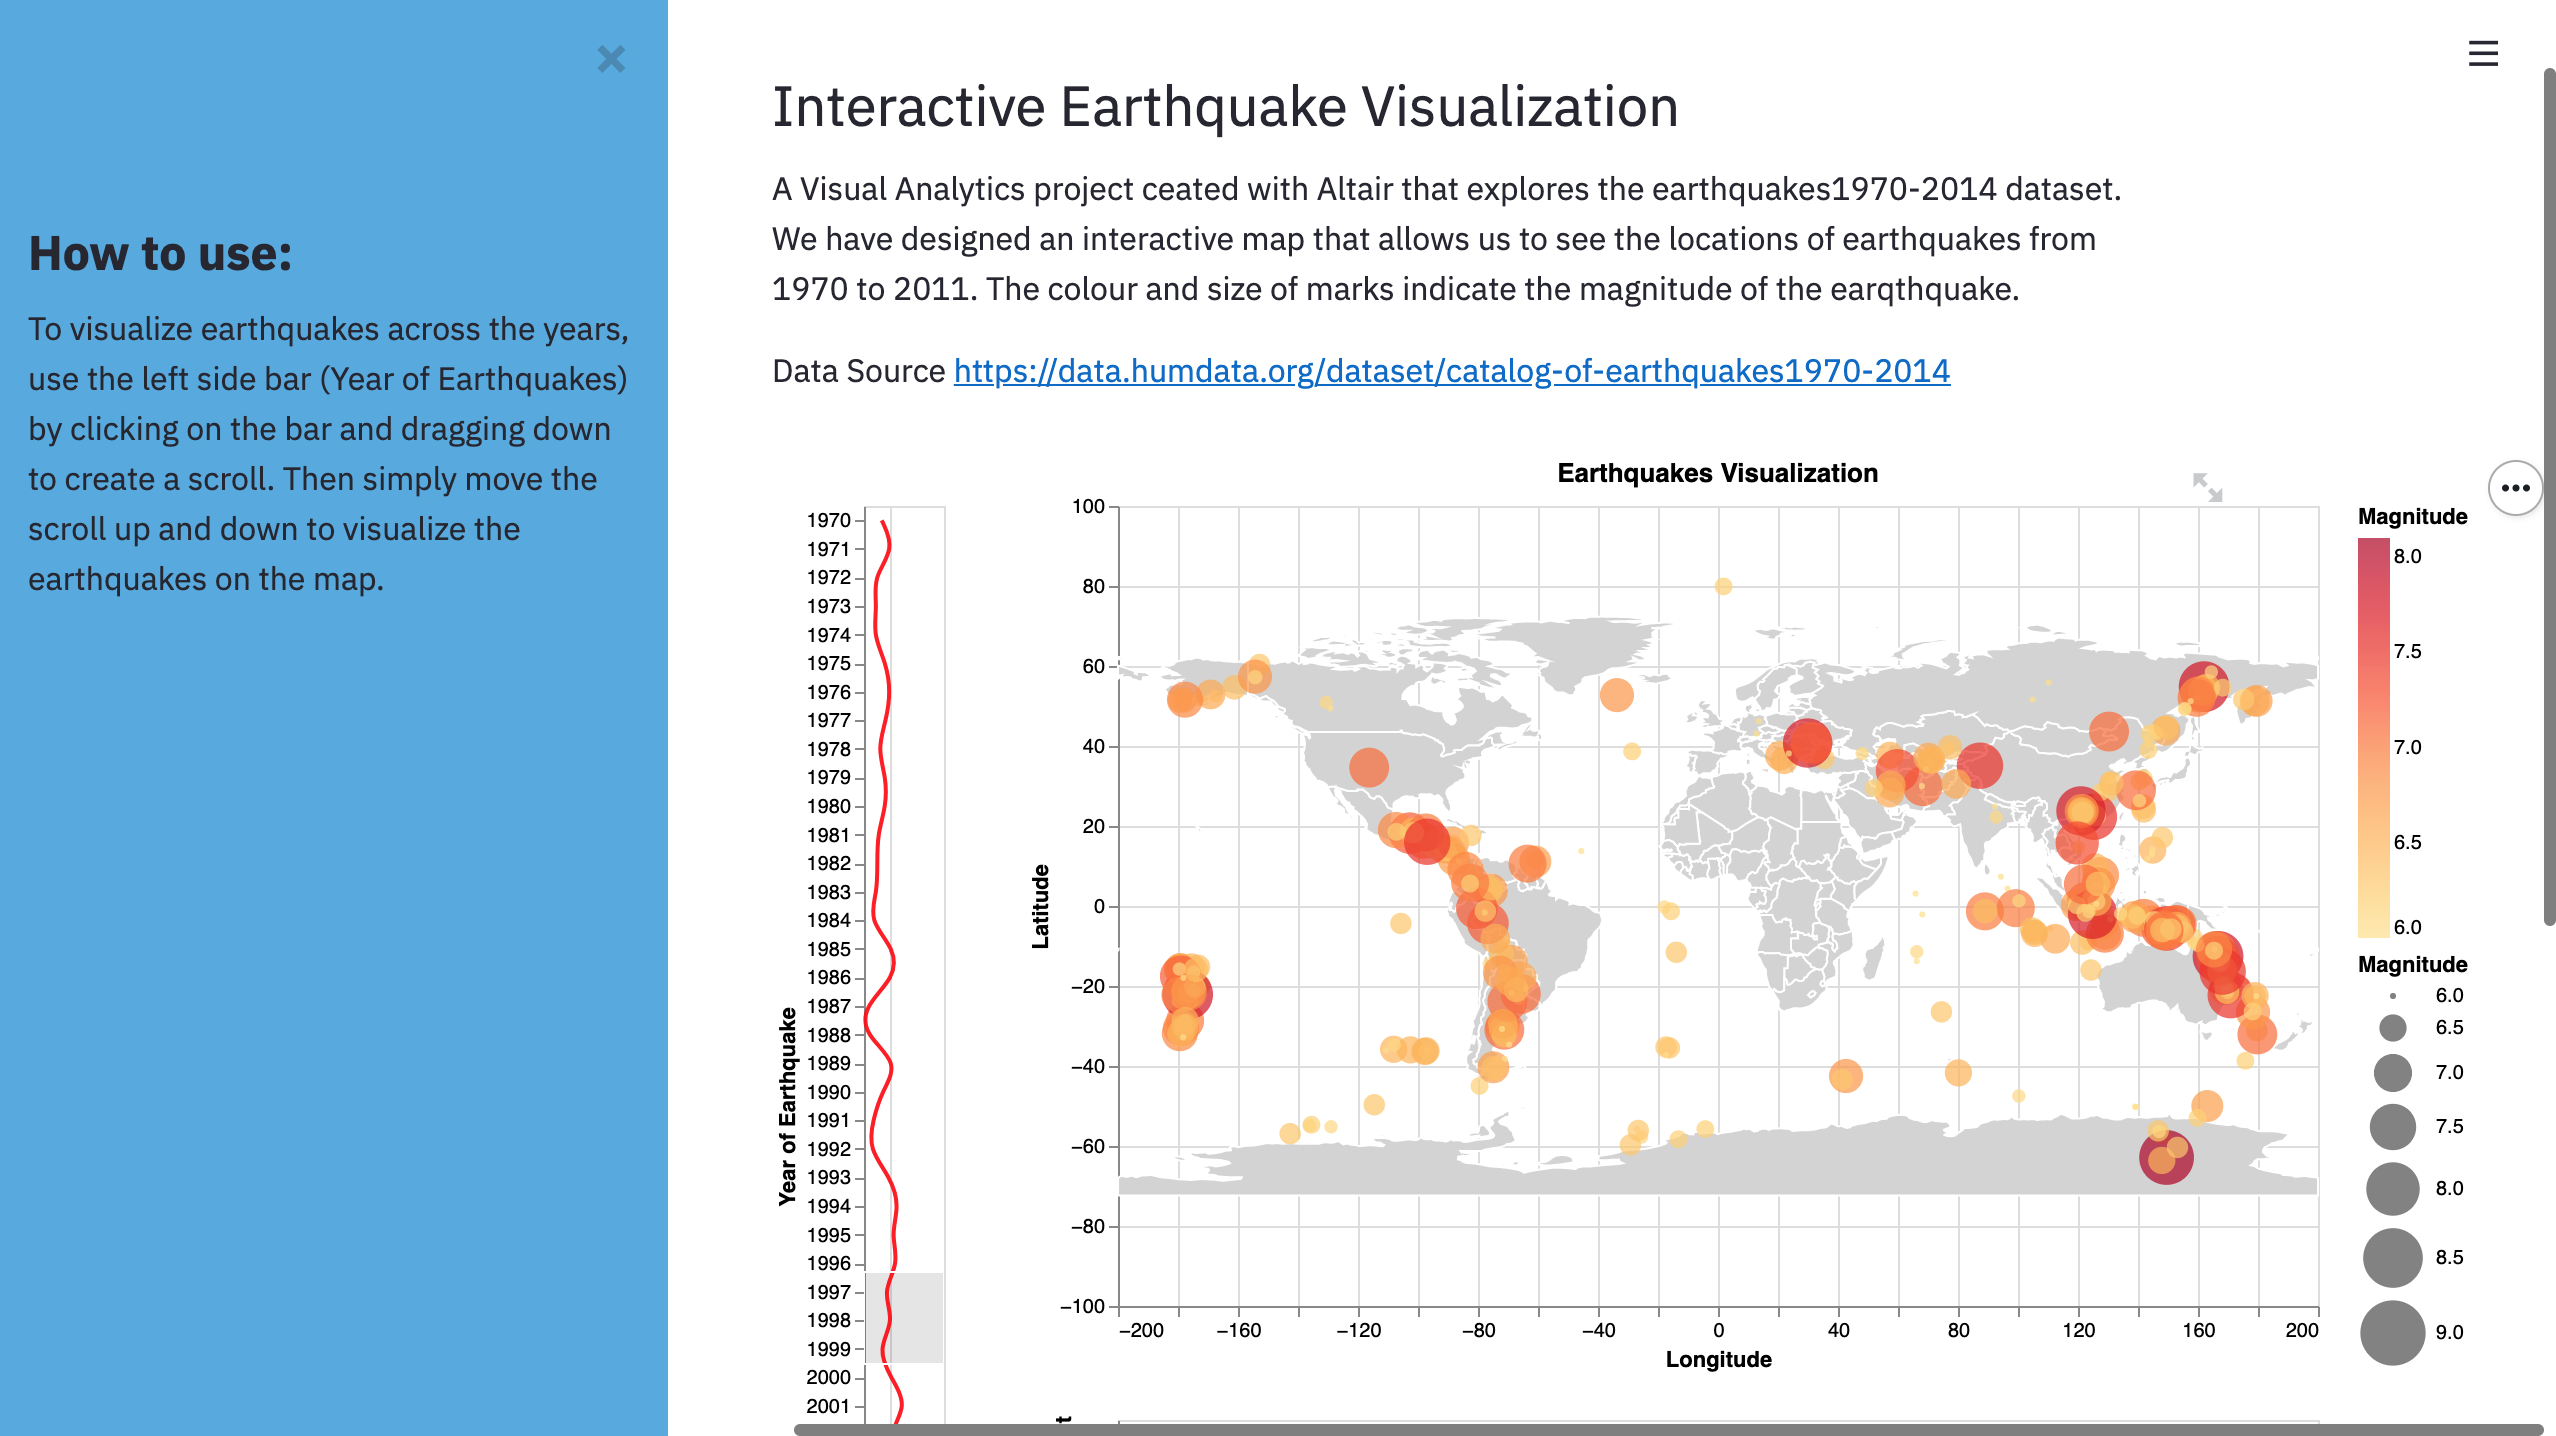 How to use:
To visualize earthquakes across the years,
use the left side bar (Year of Earthquakes)
by clicking on the bar and dragging down
to create a scroll. Then simply move the
scroll up and down to visualize the
earthquakes on the map.
Interactive Earthquake Visualization
A Visual Analytics project ceated with Altair that explores the earthquakes1970-2014 dataset.
We have designed an interactive map that allows us to see the locations of earthquakes from
1970 to 2011. The colour and size of marks indicate the magnitude of the earqthquake.
Data Source https://data.humdata.org/dataset/catalog-of-earthquakes1970-2014
Year of Earthquake
1970
1971
1972
1973
1974
1975
1976
1977
1978
1979
1980
1981
1982
1983
1984
1985
1986
1987
1988
1989
1990
1991
1992
1993
1994
1995
1996
1997
1998
1999
2000
2001
Earthquakes Visualization
Latitude
100
80
60
40
20
0
−20
−40
−60
−80
−100
−200 −160 −120 −80 −40 0 40 80 120 160 200
Longitude
Magnitude
8.0
7.5
7.0
6.5
6.0
Magnitude
6.0
6.5
7.0
7.5
8.0
8.5
9.0